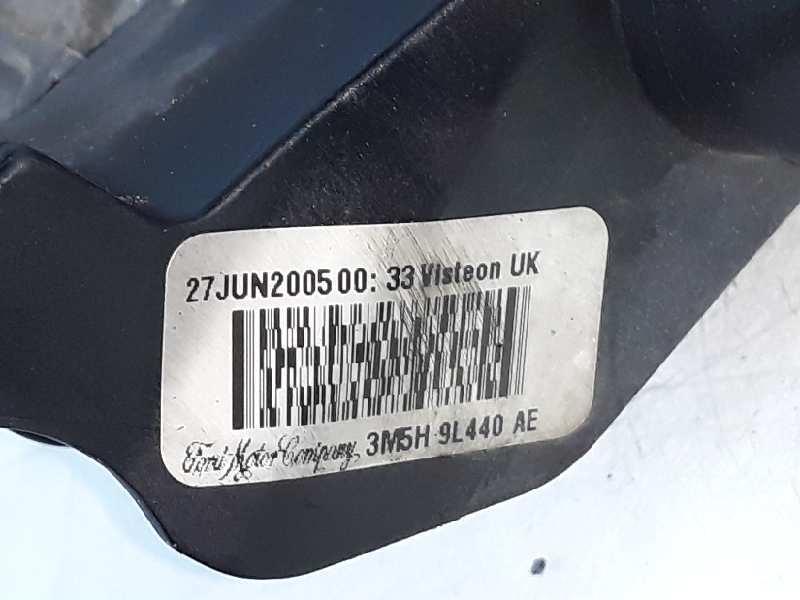 27JUN2005 00:33 Visteon UK
Ford Motor Company 3M5H 9L440 AE